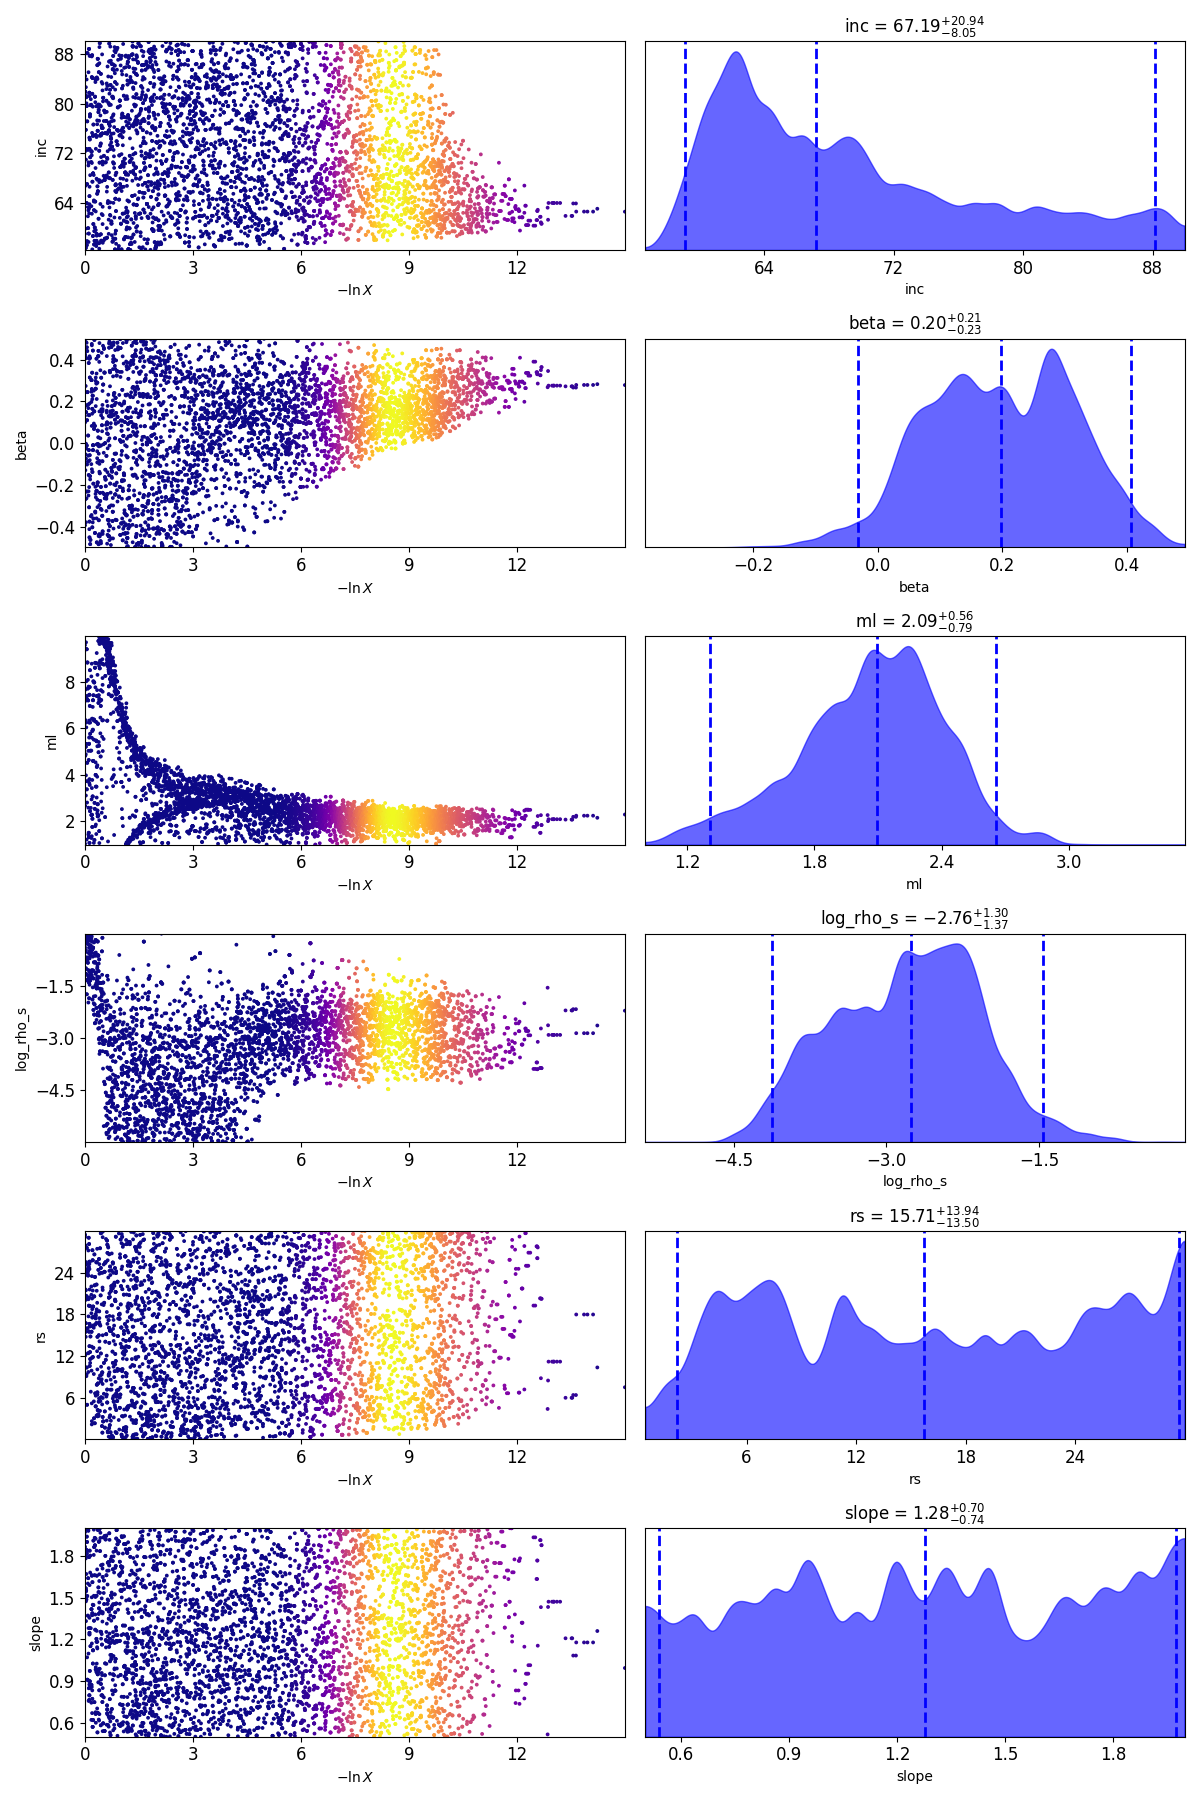 inc = 67.19+20.94−8.05
88
80
72
64
inc
0 3 6 9 12
−ln X
64 72 80 88
inc
beta = 0.20+0.21−0.23
0.4
0.2
0.0
−0.2
−0.4
beta
0 3 6 9 12
−ln X
−0.2 0.0 0.2 0.4
beta
ml = 2.09+0.56−0.79
8
6
4
2
ml
0 3 6 9 12
−ln X
1.2 1.8 2.4 3.0
ml
log_rho_s = −2.76+1.30−1.37
−1.5
−3.0
−4.5
log_rho_s
0 3 6 9 12
−ln X
−4.5 −3.0 −1.5
log_rho_s
rs = 15.71+13.94−13.50
24
18
12
6
rs
0 3 6 9 12
−ln X
6 12 18 24
rs
slope = 1.28+0.70−0.74
1.8
1.5
1.2
0.9
0.6
slope
0 3 6 9 12
−ln X
0.6 0.9 1.2 1.5 1.8
slope